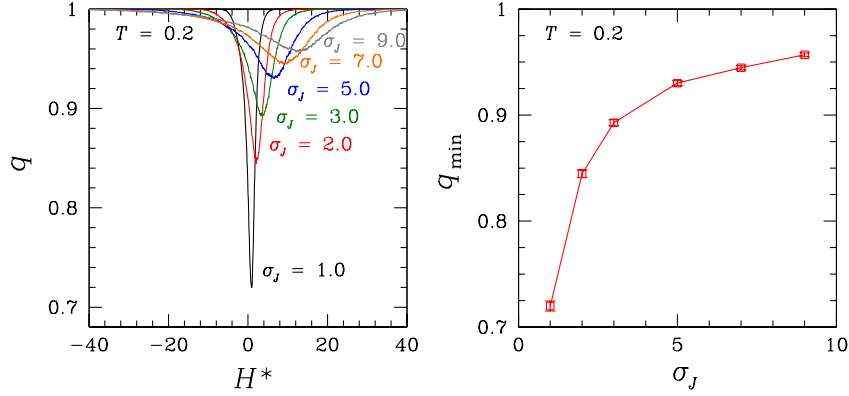 T = 0.2
σJ = 9.0
σJ = 7.0
σJ = 5.0
σJ = 3.0
σJ = 2.0
σJ = 1.0
1
0.9
0.8
0.7
q
−40
−20
0
20
40
H*
T = 0.2
1
0.9
0.8
0.7
qmin
0
5
10
σJ